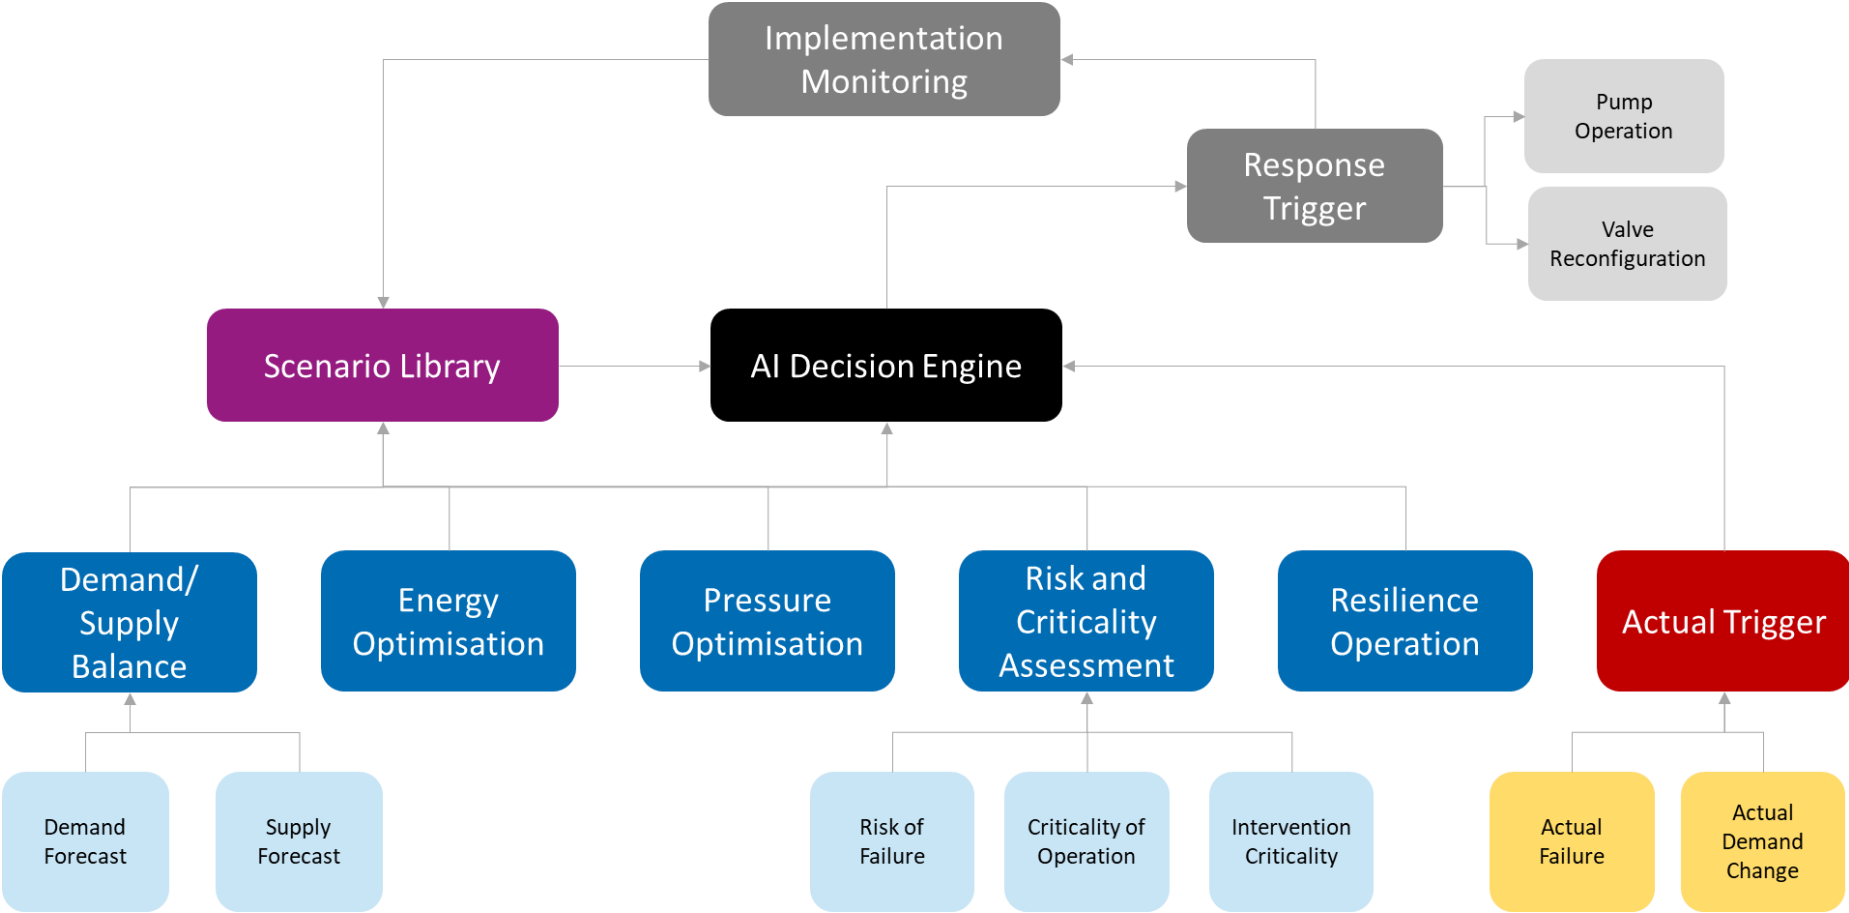 Implementation
Monitoring
Pump
Operation
Response
Trigger
Valve
Reconfiguration
Scenario Library
AI Decision Engine
Demand/
Supply
Balance
Energy
Optimisation
Pressure
Optimisation
Risk and
Criticality
Assessment
Resilience
Operation
Actual Trigger
Demand
Forecast
Supply
Forecast
Risk of
Failure
Criticality of
Operation
Intervention
Criticality
Actual
Failure
Actual
Demand
Change